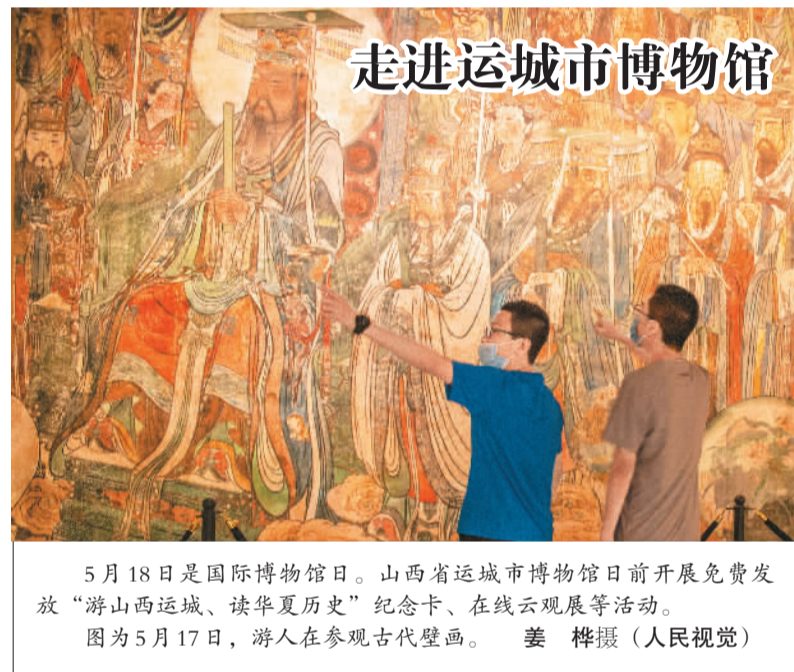 走进运城市博物馆
5月18日是国际博物馆日。山西省运城市博物馆日前开展免费发
放“游山西运城、读华夏历史”纪念卡、在线云观展等活动。
图为5月17日，游人在参观古代壁画。 姜 桦摄（人民视觉）